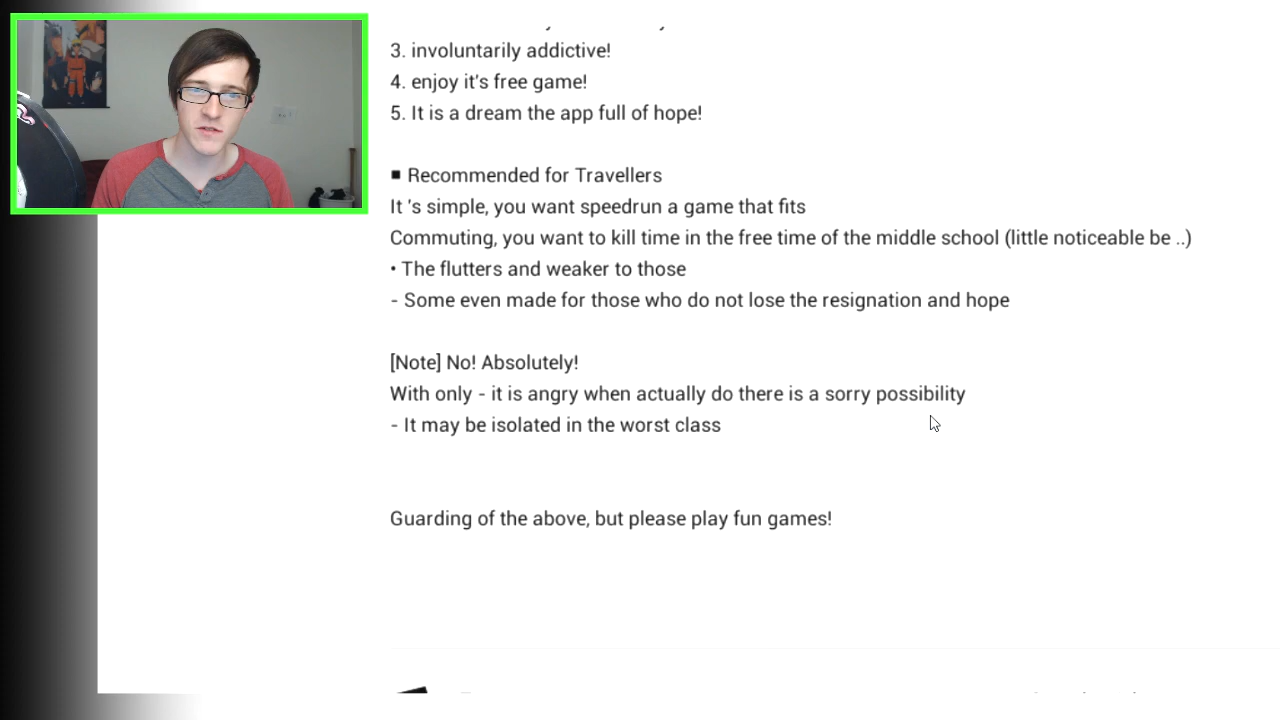 3. involuntarily addictive!
4. enjoy it's free game!
5. It is a dream the app full of hope!
■ Recommended for Travellers
It 's simple, you want speedrun a game that fits
Commuting, you want to kill time in the free time of the middle school (little noticeable be ..)
• The flutters and weaker to those
- Some even made for those who do not lose the resignation and hope
[Note] No! Absolutely!
With only - it is angry when actually do there is a sorry possibility
- It may be isolated in the worst class
Guarding of the above, but please play fun games!